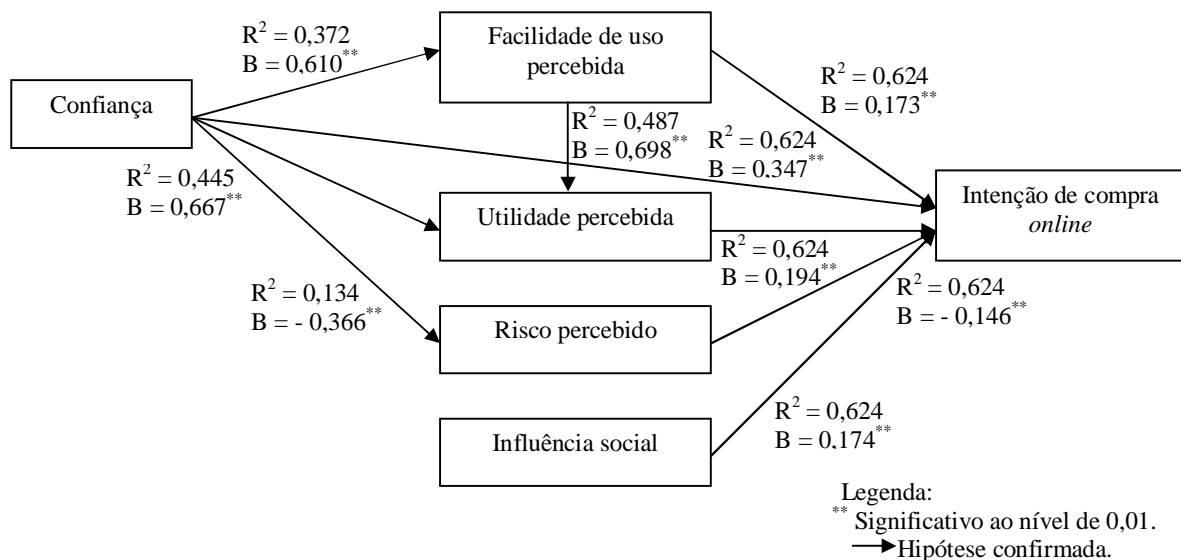 R² = 0,372
B = 0,610**
Facilidade de uso
percebida
R² = 0,624
B = 0,173**
Confiança
R² = 0,487
B = 0,698**
R² = 0,624
B = 0,347**
R² = 0,445
B = 0,667**
Utilidade percebida
Intenção de compra
online
R² = 0,624
B = 0,194**
R² = 0,134
B = - 0,366**
Risco percebido
R² = 0,624
B = - 0,146**
Influência social
R² = 0,624
B = 0,174**
Legenda:
** Significativo ao nível de 0,01.
Hipótese confirmada.